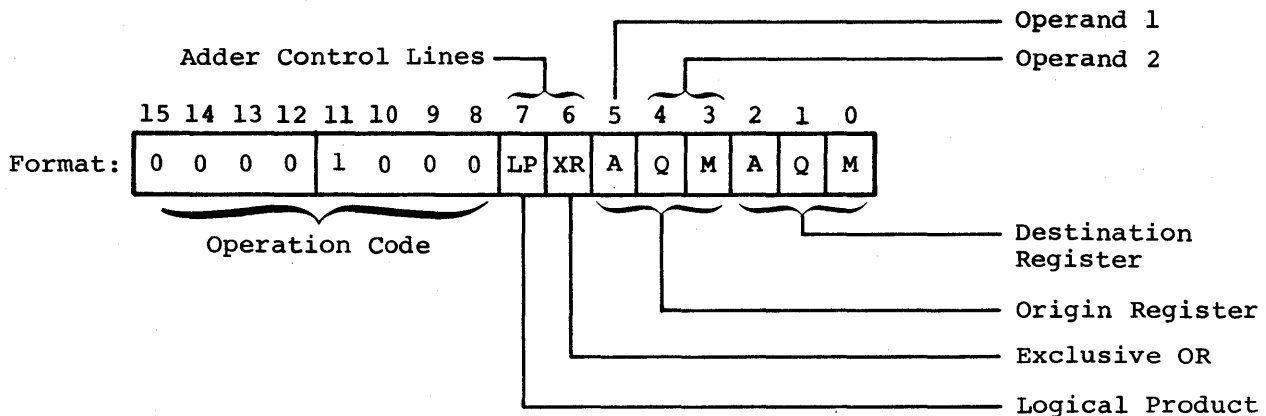 Operand 1
Adder Control Lines
Operand 2
15 14 13 12 11 10 9 8 7 6 5 4 3 2 1 0
Format: 0 0 0 0 1 0 0 0 LP XR A Q M A Q M
Operation Code
Destination
Register
Origin Register
Exclusive OR
Logical Product